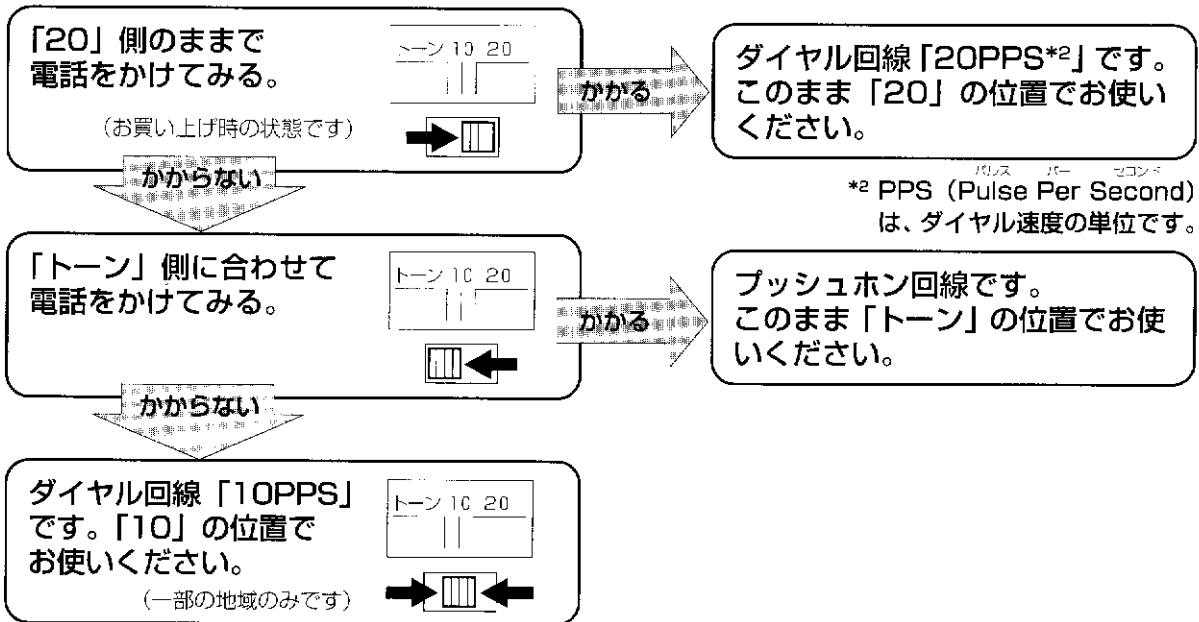 「20」側のままで
電話をかけてみる。
(お買い上げ時の状態です)
トーン 10 20
かかる
ダイヤル回線「20PPS*2」です。
このまま「20」の位置でお使い
ください。
パルス パー セコンド
*2 PPS(Pulse Per Second)
は、ダイヤル速度の単位です。
かからない
「トーン」側に合わせて
電話をかけてみる。
トーン 10 20
かかる
プッシュホン回線です。
このまま「トーン」の位置でお使
いください。
かからない
ダイヤル回線「10PPS」
です。「10」の位置で
お使いください。
(一部の地域のみです)
トーン 10 20